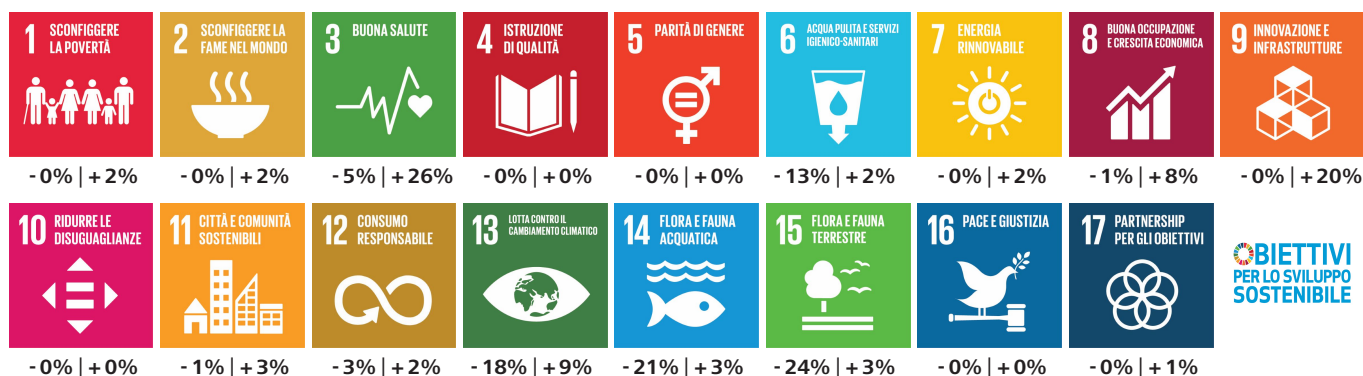 1 SCONFIGGERE
LA POVERTÀ
2 SCONFIGGERE LA
FAME NEL MONDO
3 BUONA SALUTE
4 ISTRUZIONE
DI QUALITÀ
5 PARITÀ DI GENERE
6 ACQUA PULITA E SERVIZI
IGIENICO-SANITARI
7 ENERGIA
RINNOVABILE
8 BUONA OCCUPAZIONE
E CRESCITA ECONOMICA
9 INNOVAZIONE E
INFRASTRUTTURE
-0% | +2%
-0% | +2%
-5% | +26%
-0% | +0%
-0% | +0%
-13% | +2%
-0% | +2%
-1% | +8%
-0% | +20%
10 RIDURRE LE
DISUGUAGLIANZE
11 CITTÀ E COMUNITÀ
SOSTENIBILI
12 CONSUMO
RESPONSABILE
13 LOTTA CONTRO IL
CAMBIAMENTO CLIMATICO
14 FLORA E FAUNA
ACQUATICA
15 FLORA E FAUNA
TERRESTRE
16 PACE E GIUSTIZIA
17 PARTNERSHIP
PER GLI OBIETTIVI
OBIETTIVI
PER LO SVILUPPO
SOSTENIBILE
-0% | +0%
-1% | +3%
-3% | +2%
-18% | +9%
-21% | +3%
-24% | +3%
-0% | +0%
-0% | +1%